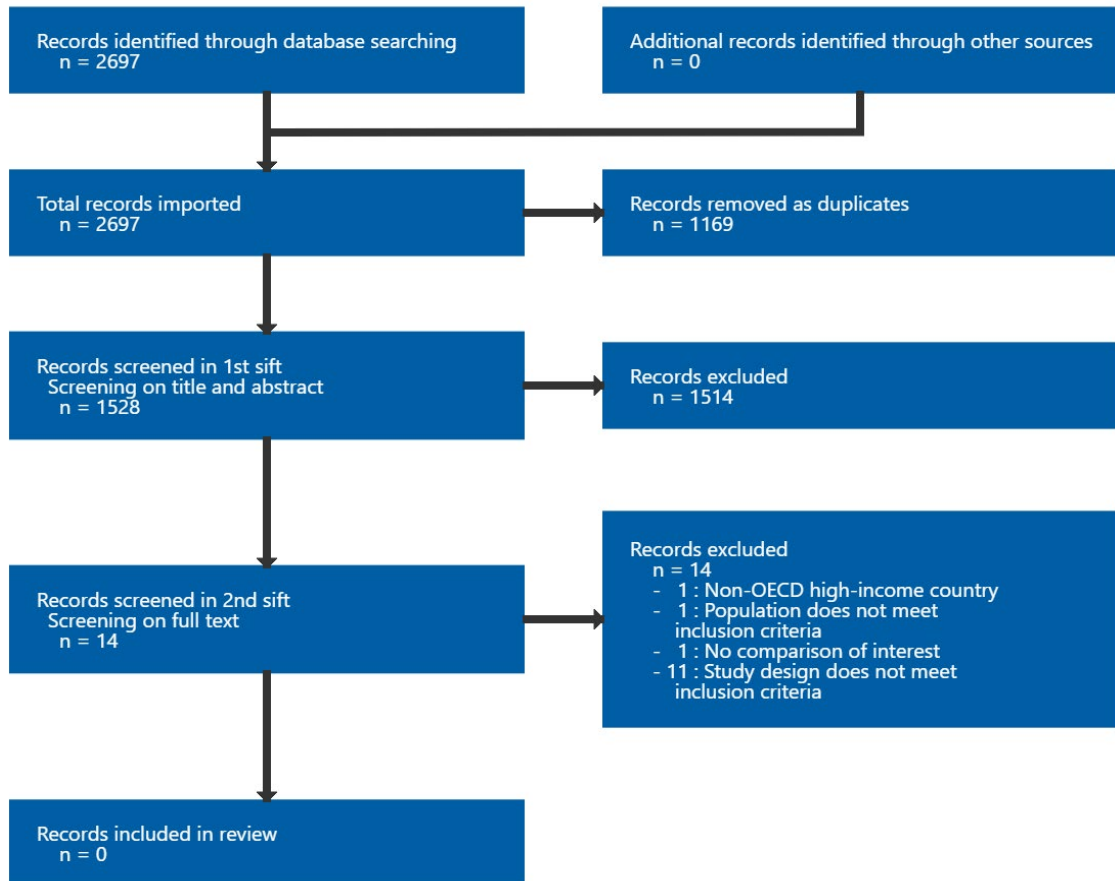 Records identified through database searching
n = 2697
Additional records identified through other sources
n = 0
Total records imported
n = 2697
Records removed as duplicates
n = 1169
Records screened in 1st sift
Screening on title and abstract
n = 1528
Records excluded
n = 1514
Records screened in 2nd sift
Screening on full text
n = 14
Records excluded
n = 14
- 1 : Non-OECD high-income country
- 1 : Population does not meet
inclusion criteria
- 1 : No comparison of interest
- 11 : Study design does not meet
inclusion criteria
Records included in review
n = 0